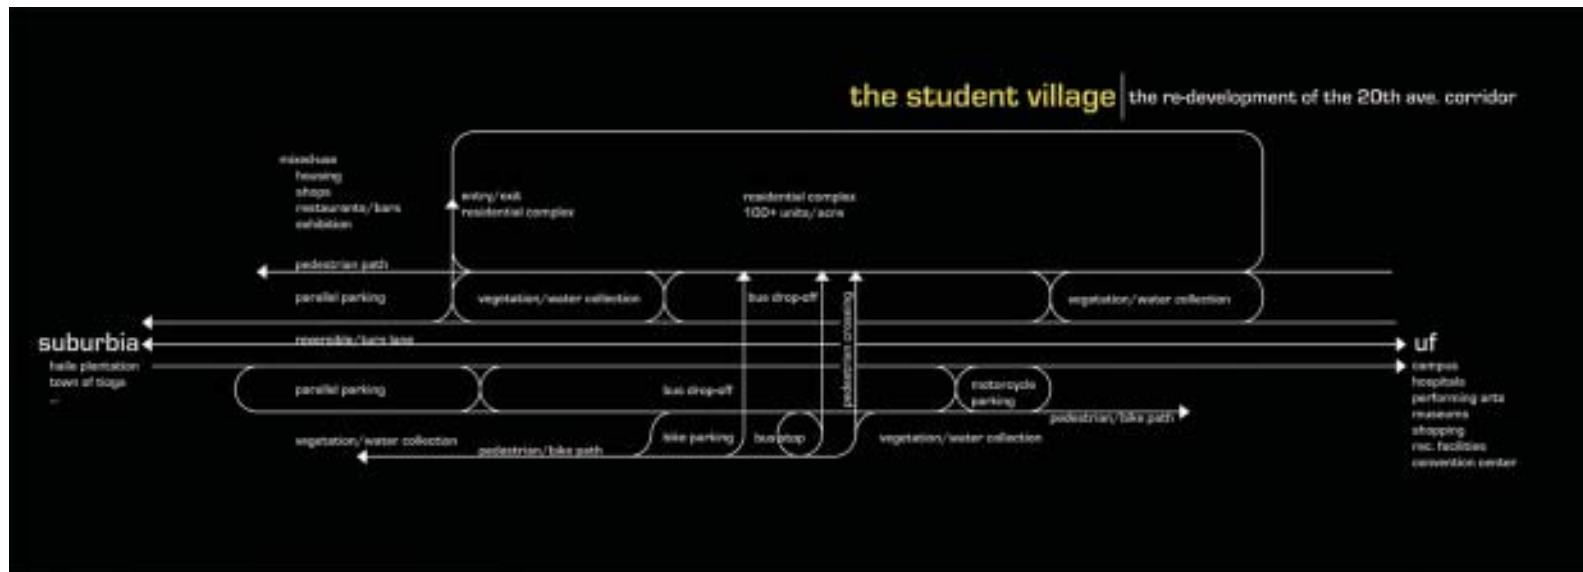 the student village
the re-development of the 20th ave. corridor
mixed-use
housing
shops
restaurants/bars
exhibition
entry/exit
residential complex
residential complex
100+ units/acre
pedestrian path
parallel parking
vegetation/water collection
bus drop-off
pedestrian crossing
vegetation/water collection
suburbia
haile plantation
town of tioga
...
lane
uf
campus
hospitals
performing arts
museums
shopping
rec. facilities
convention center
parallel parking
bus drop-off
motorcycle
parking
pedestrian/bike path
vegetation/water collection
pedestrian/bike path
bike parking
bus stop
vegetation/water collection